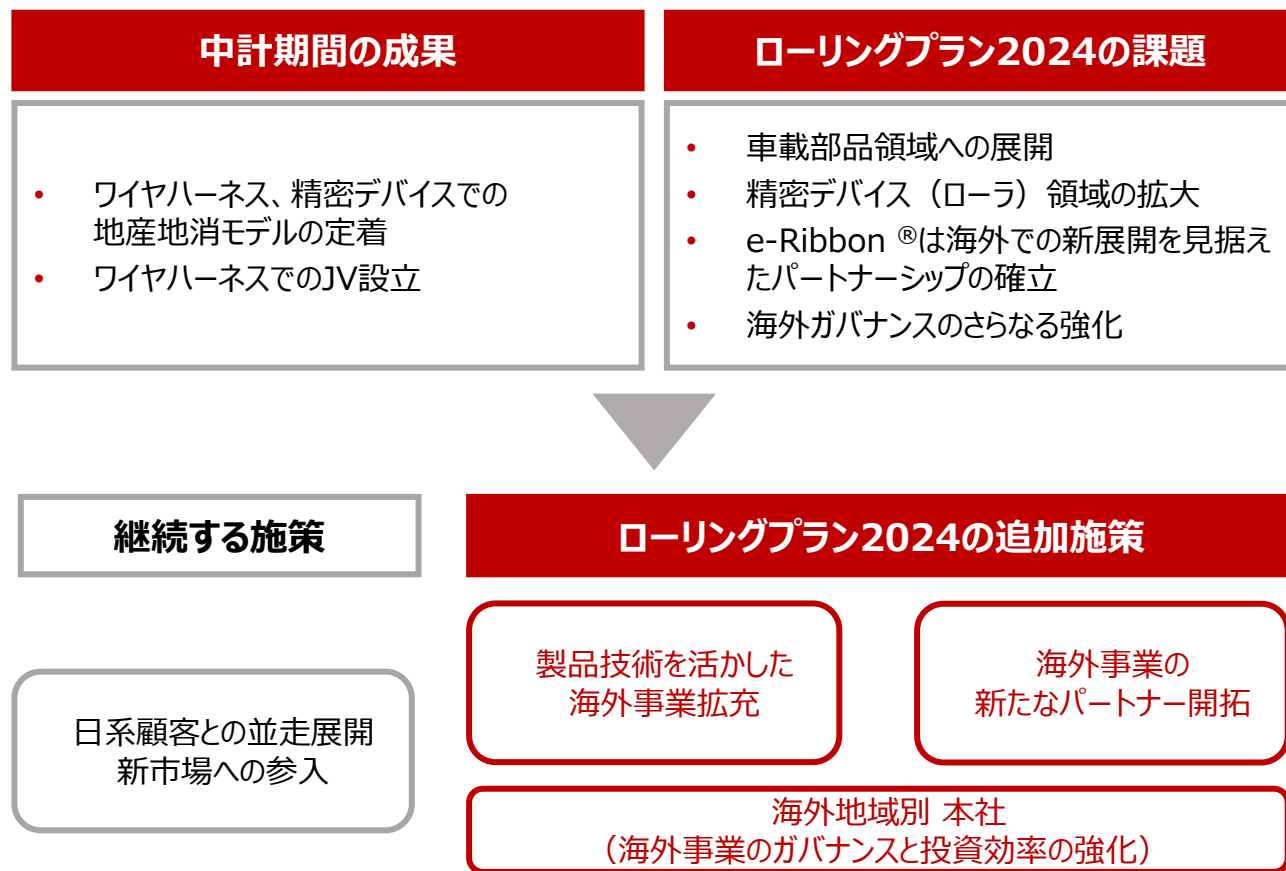 中計期間の成果
• ワイヤハーネス、精密デバイスでの
地産地消モデルの定着
• ワイヤハーネスでのJV設立
ローリングプラン2024の課題
• 車載部品領域への展開
• 精密デバイス（ローラ）領域の拡大
• e-Ribbon ®は海外での新展開を見据え
たパートナーシップの確立
• 海外ガバナンスのさらなる強化
継続する施策
日系顧客との並走展開
新市場への参入
ローリングプラン2024の追加施策
製品技術を活かした
海外事業拡充
海外事業の
新たなパートナー開拓
海外地域別 本社
（海外事業のガバナンスと投資効率の強化）